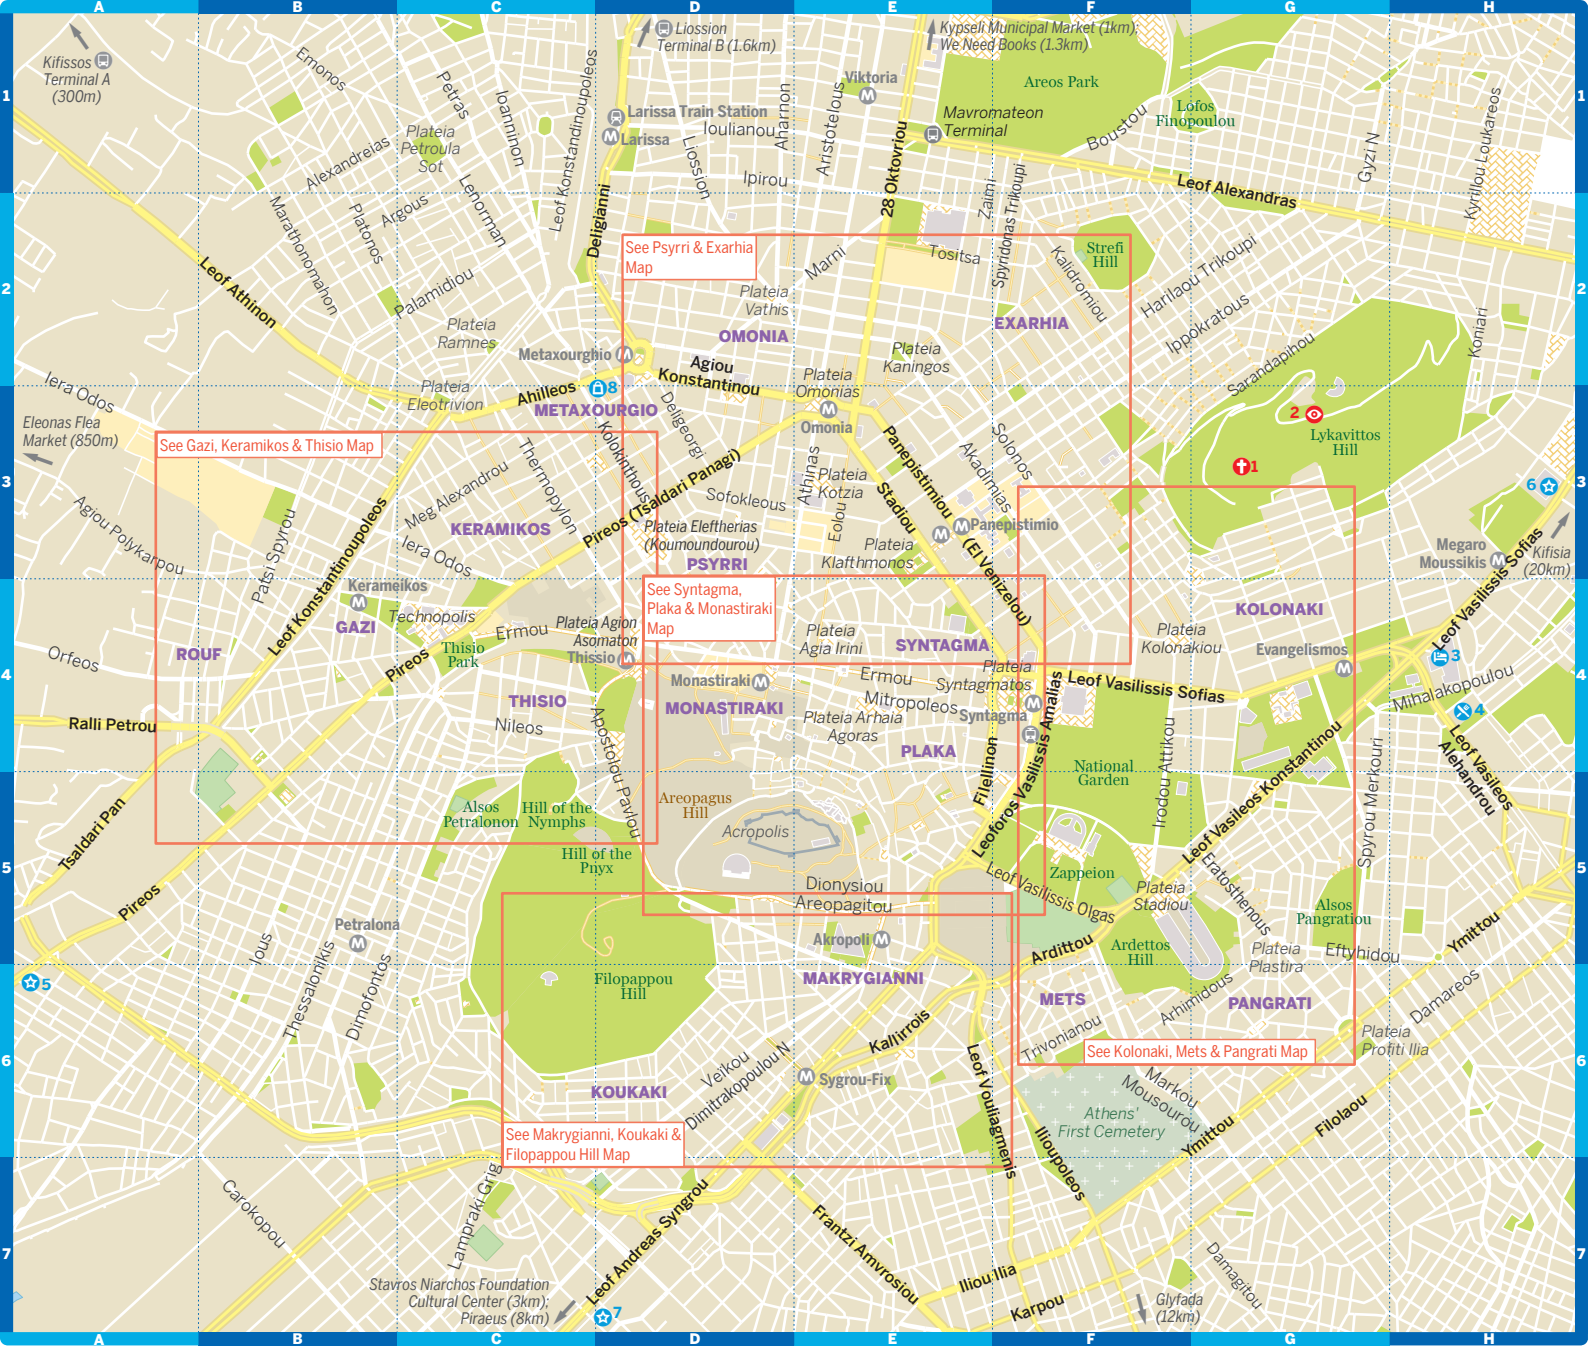 A B C D E F G H
Kifissos
Terminal A
(300m)
Emonos
Petras
Ioanninon
Leof Konstandinoupoleos
Liossion
Terminal B (1.6km)
Kypseli Municipal Market (1km);
We Need Books (1.3km)
Viktoria
Areos Park
Mavromateon
Terminal
Lofos
Finopoulou
Boustou
Gyzi N
Kyrillou Loukareos
1
1
Larissa Train Station
Larissa
Ioulianou
Aharnon
Aristotelous
Liossion
Ipirou
28 Oktovriou
Zaimi
Spyridonas Trikoupi
Leof Alexandras
Plateia
Petroula
Sot
Alexandreias
Argous
Lenorman
Platonos
Marathonomahon
Palamidiou
Deligianni
See Psyrri & Exarhia
Map
Marni
Tositsa
Strefi
Hill
Kalidromiou
Harilaou Trikoupi
Ippokratous
Sarandapihou
Koniari
2
2
Leof Athinon
Plateia
Vathis
OMONIA
EXARHIA
Plateia
Ramnes
Metaxourghio
Agiou
Konstantinou
Plateia
Kaningos
Plateia
Omonias
Omonia
Iera Odos
Plateia
Eleotrivion
Ahilleos
8
METAXOURGIO
Eleonas Flea
Market (850m)
See Gazi, Keramikos & Thisio Map
Kolokinthous
Deligeorgi
Thermopylon
Meg Alexandrou
Pireos (Tsaldari Panagi)
Sofokleous
Athinas
Plateia
Kotzia
Eolou
Stadiou
Panepistimiou
(El Venizelou)
Akadimias
Solonos
2
Lykavittos
Hill
1
6
3
3
Agiou Polykarpou
Patsi Spyrou
Leof Konstantinoupoleos
KERAMIKOS
Iera Odos
Plateia Eleftherias
(Koumoundourou)
PSYRRI
Plateia
Klafthmonos
Panepistimio
Megaro
Moussikis
Kifisia
(20km)
Leof Vasilissis Sofias
Kerameikos
GAZI
Technopolis
See Syntagma,
Plaka & Monastiraki
Map
Ermou
Plateia Agion
Asomaton
Thissio
Plateia
Agia Irini
SYNTAGMA
Plateia
Kolonakiou
KOLONAKI
Evangelismos
3
Orfeos
ROUF
Pireos
Thisio
Park
Monastiraki
Ermou
Mitropoleos
Plateia
Syntagmatos
Syntagma
Leof Vasilissis Sofias
Mihalakopoulou
4
4
4
Ralli Petrou
THISIO
Nileos
Apostolou Pavlou
MONASTIRAKI
Plateia Arhaia
Agoras
PLAKA
Filellinon
Leoforos Vasilissis Amalias
National
Garden
Irodou Attikou
Leof Vasileos Konstantinou
Spyrou Merkouri
Leof Vasileos
Alehandrou
Tsaldari Pan
Alsos
Petralonon
Hill of the
Nymphs
Areopagus
Hill
Acropolis
Hill of the
Pnyx
Zappeion
Leof Vasilissis Olgas
Plateia
Stadiou
Eratosthenous
5
5
Pireos
Dionysiou
Areopagitou
Alsos
Pangratiou
Petralona
Akropoli
Ardittou
Ardettos
Hill
Plateia
Plastira
Eftyhidou
Ymittou
5
Ious
Thessalonikis
Dimofontos
Filopappou
Hill
MAKRYGIANNI
METS
Arhimidous
PANGRATI
Damareos
Kallirrois
Trivonianou
See Kolonaki, Mets & Pangrati Map
Plateia
Profiti Ilia
6
6
KOUKAKI
Veikou
Dimitrakopoulou N
Sygrou-Fix
Leof Vouliagmenis
Markou
Mousourou
Athens'
First Cemetery
Ymittou
Filolaou
See Makrygianni, Koukaki &
Filopappou Hill Map
Ilioupoleos
Carokopou
Lampraki Grig
Leof Andreas Syngrou
Frantzi Amvrosiou
Iliou Ilia
Karpou
Damagitou
7
7
Stavros Niarchos Foundation
Cultural Center (3km);
Piraeus (8km)
7
Glyfada
(12km)
A B C D E F G H